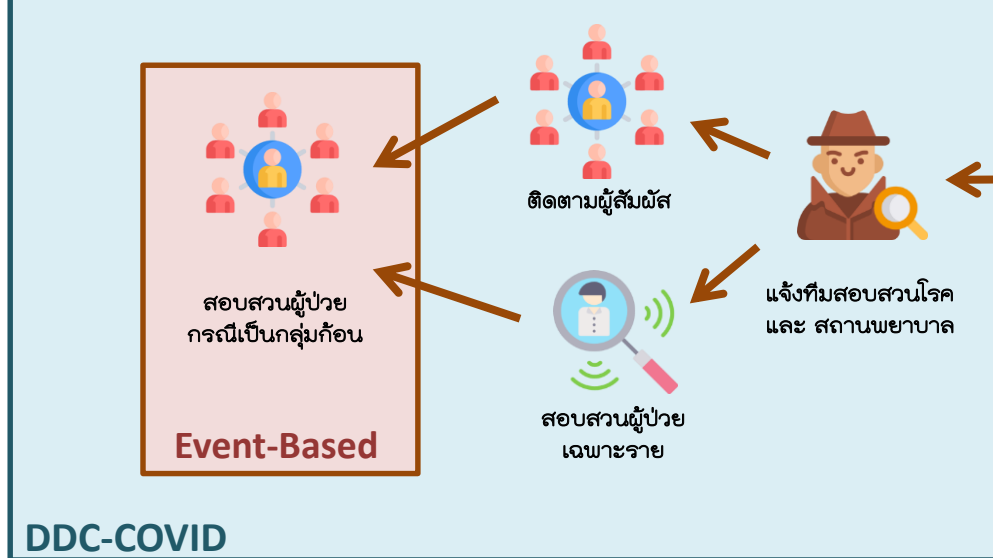 ติดตามผู้สัมผัส
แจ้งทีมสอบสวนโรค
และ สถานพยาบาล
สอบสวนผู้ป่วย
กรณีเป็นกลุ่มก้อน
สอบสวนผู้ป่วย
เฉพาะราย
Event-Based
DDC-COVID